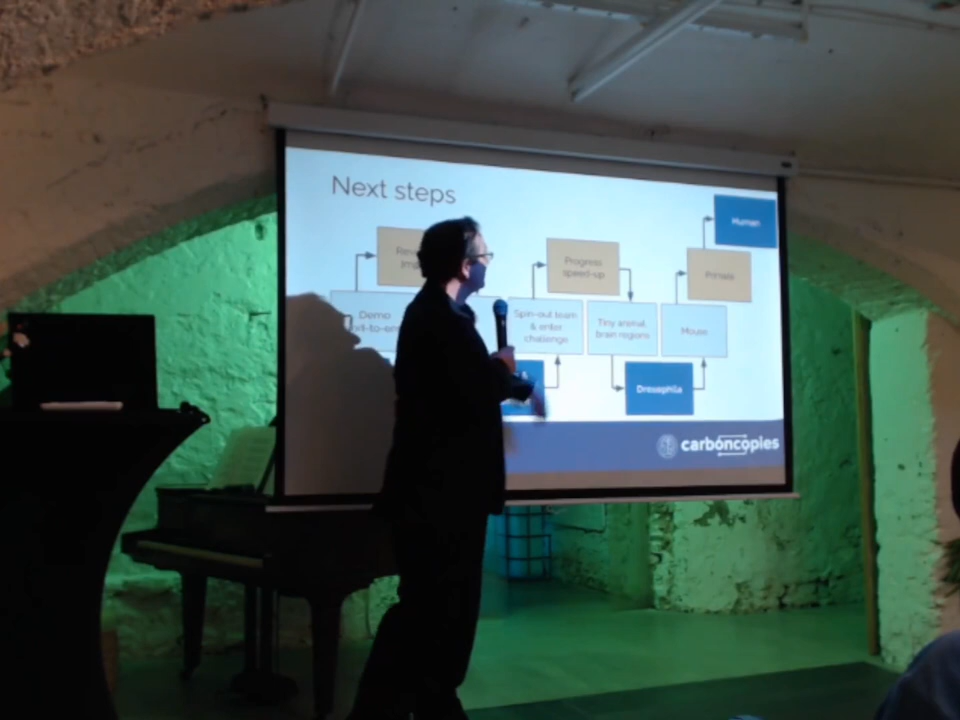 Next steps
Human
Progress
speed-up
Primate
Demo
Spin-out team
& enter
challenge
Tiny animal
brain regions
Mouse
&
Drosophila
carboncopies